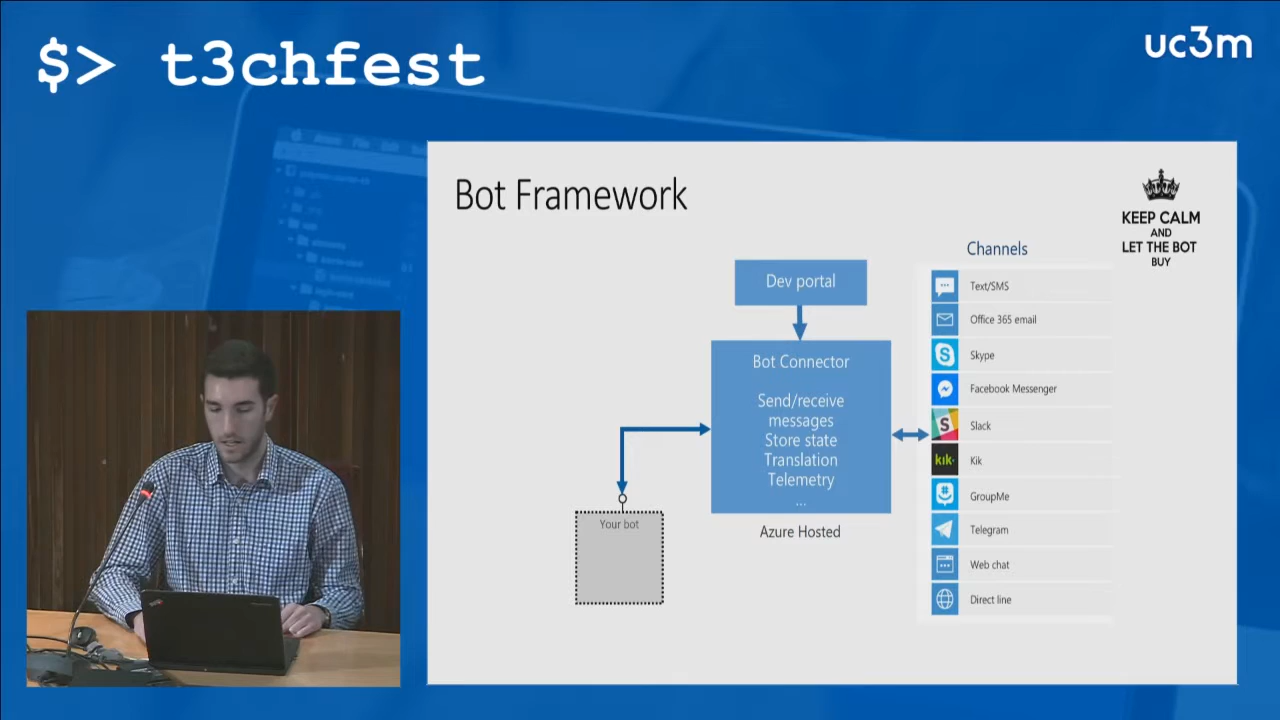 $> t3chfest
uc3m
Bot Framework
KEEP CALM
AND
LET THE BOT
BUY
Channels
Dev portal
Bot Connector
Send/receive
messages
Store state
Translation
Telemetry
...
Azure Hosted
Your bot
Text/SMS
Office 365 email
Skype
Facebook Messenger
S
Slack
kik
Kik
GroupMe
Telegram
Web chat
Direct line